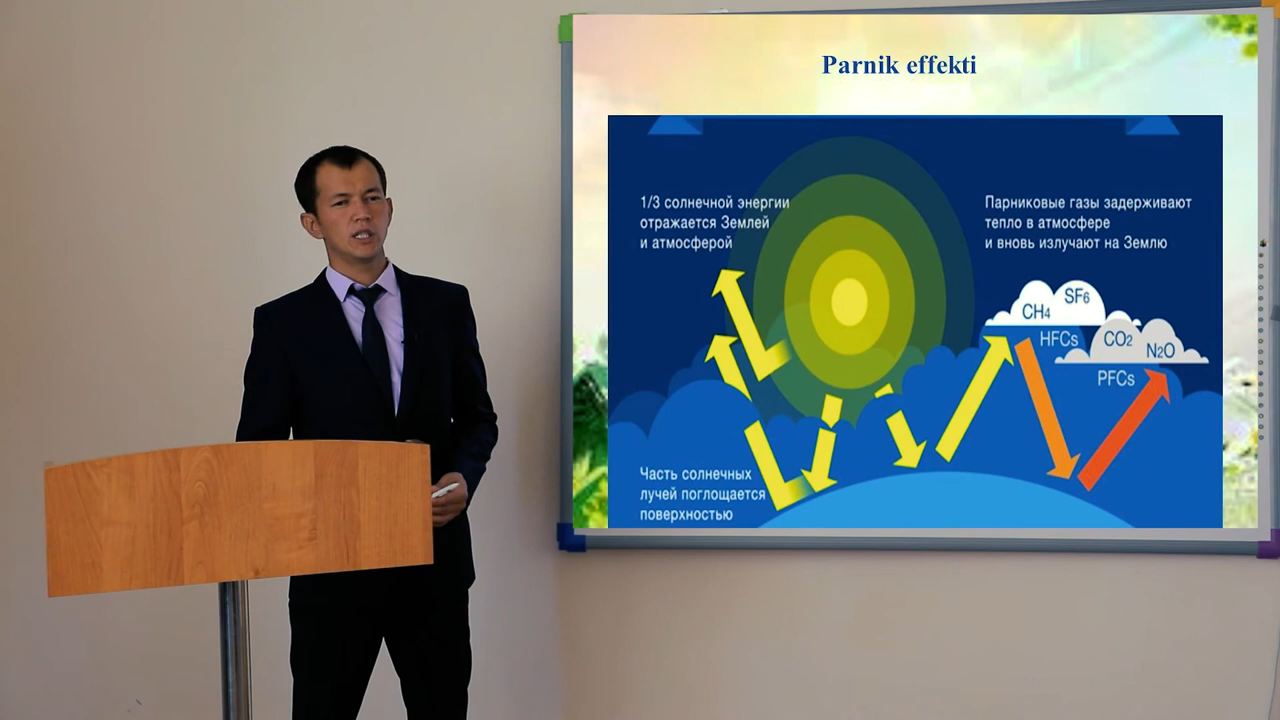 Parnik effekti
1/3 солнечной энергии
отражается Землей
и атмосферой
Парниковые газы задерживают
тепло в атмосфере
и вновь излучают на Землю
CH4
SF6
HFCs
CO2
N2O
PFCs
Часть солнечных
лучей поглощается
поверхностью